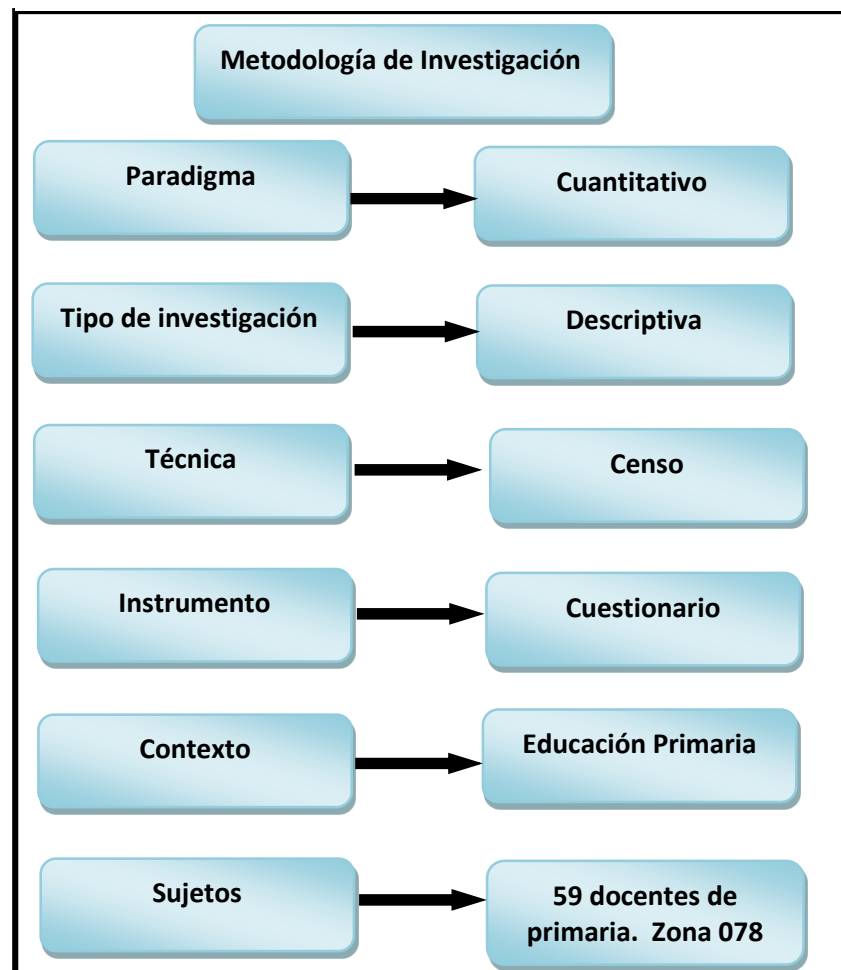 Metodología de Investigación
Paradigma
Cuantitativo
Tipo de investigación
Descriptiva
Técnica
Censo
Instrumento
Cuestionario
Contexto
Educación Primaria
Sujetos
59 docentes de
primaria. Zona 078